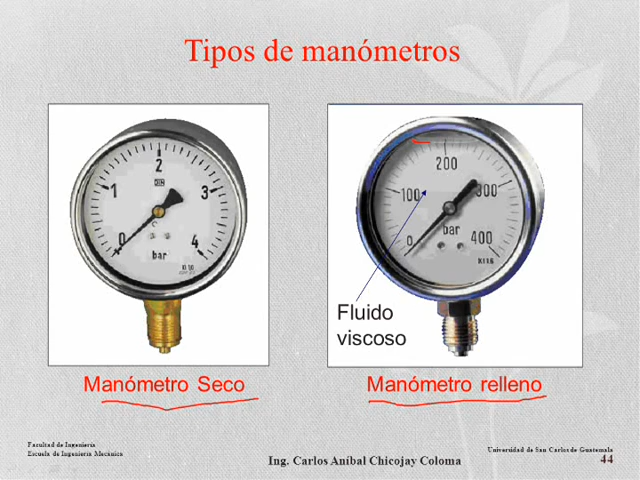 Tipos de manómetros
2
1
3
0
4
bar
200
100
300
bar
0
400
Fluido
viscoso
Manómetro Seco
Manómetro relleno
Facultad de Ingeniería
Escuela de Ingeniería Mecánica
Ing. Carlos Aníbal Chicojay Coloma
Universidad de San Carlos de Guatemala
44